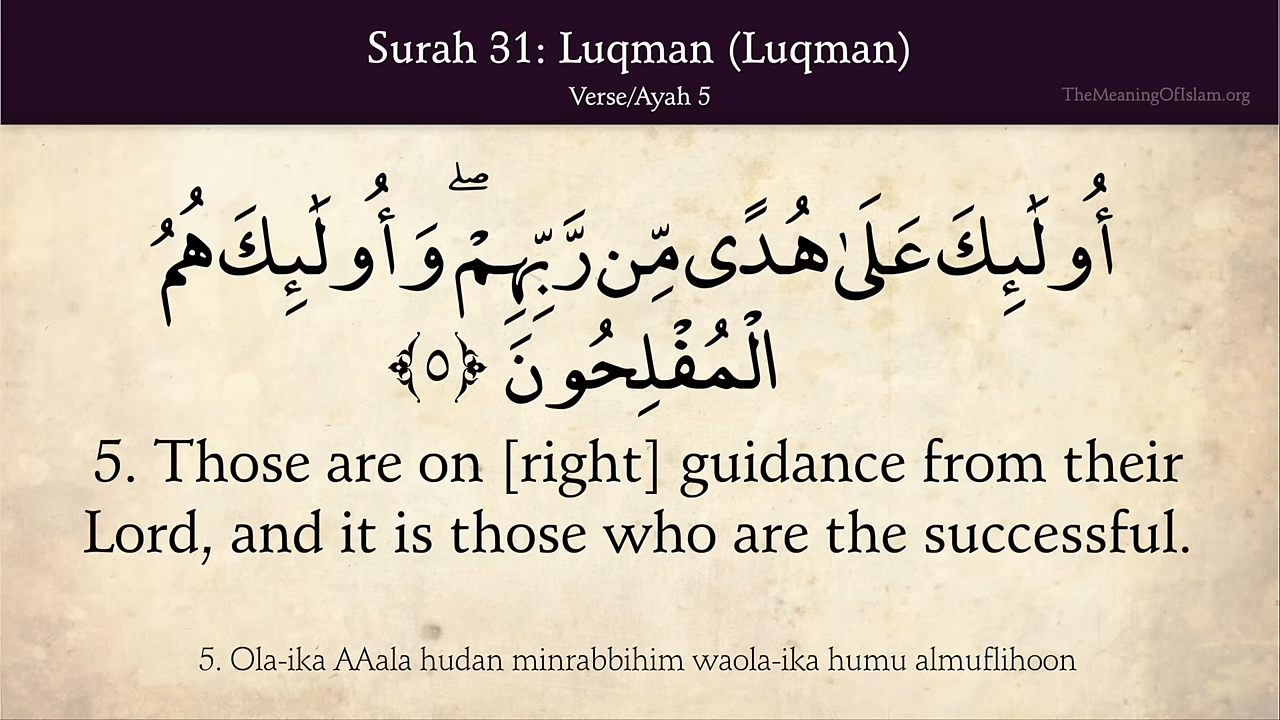 Surah 31: Luqman (Luqman)
Verse/Ayah 5
TheMeaningOfIslam.org
أُولَٰئِكَ عَلَىٰ هُدًى مِّن رَّبِّهِمْ ۖ وَأُولَٰئِكَ هُمُ
الْمُفْلِحُونَ ﴿٥﴾
5. Those are on [right] guidance from their
Lord, and it is those who are the successful.
5. Ola-ika AAala hudan minrabbihim waola-ika humu almuflihoon